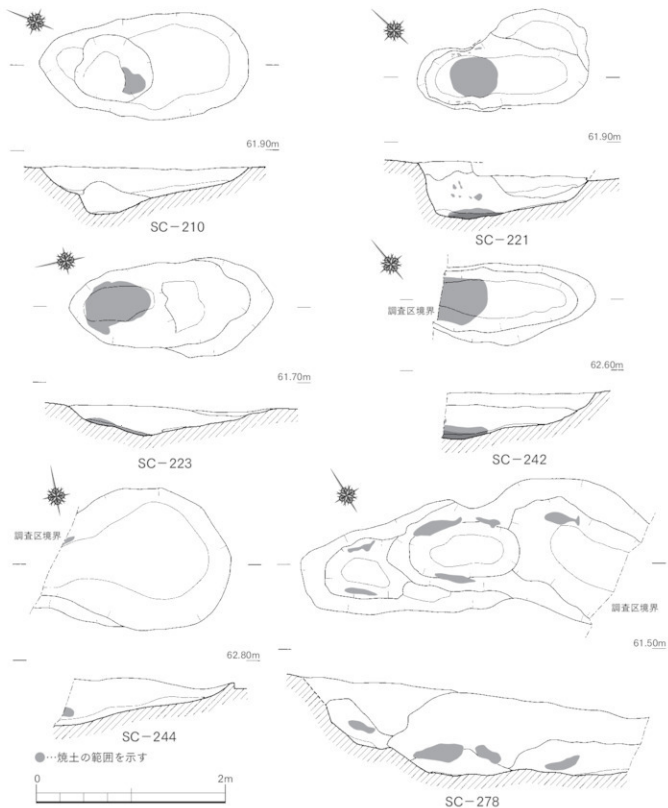 61.90m
61.90m
SC-210
SC-221
調査区境界
61.70m
62.60m
SC-223
SC-242
調査区境界
調査区境界
62.80m
61.50m
SC-244
●…焼土の範囲を示す
0 2m
SC-278